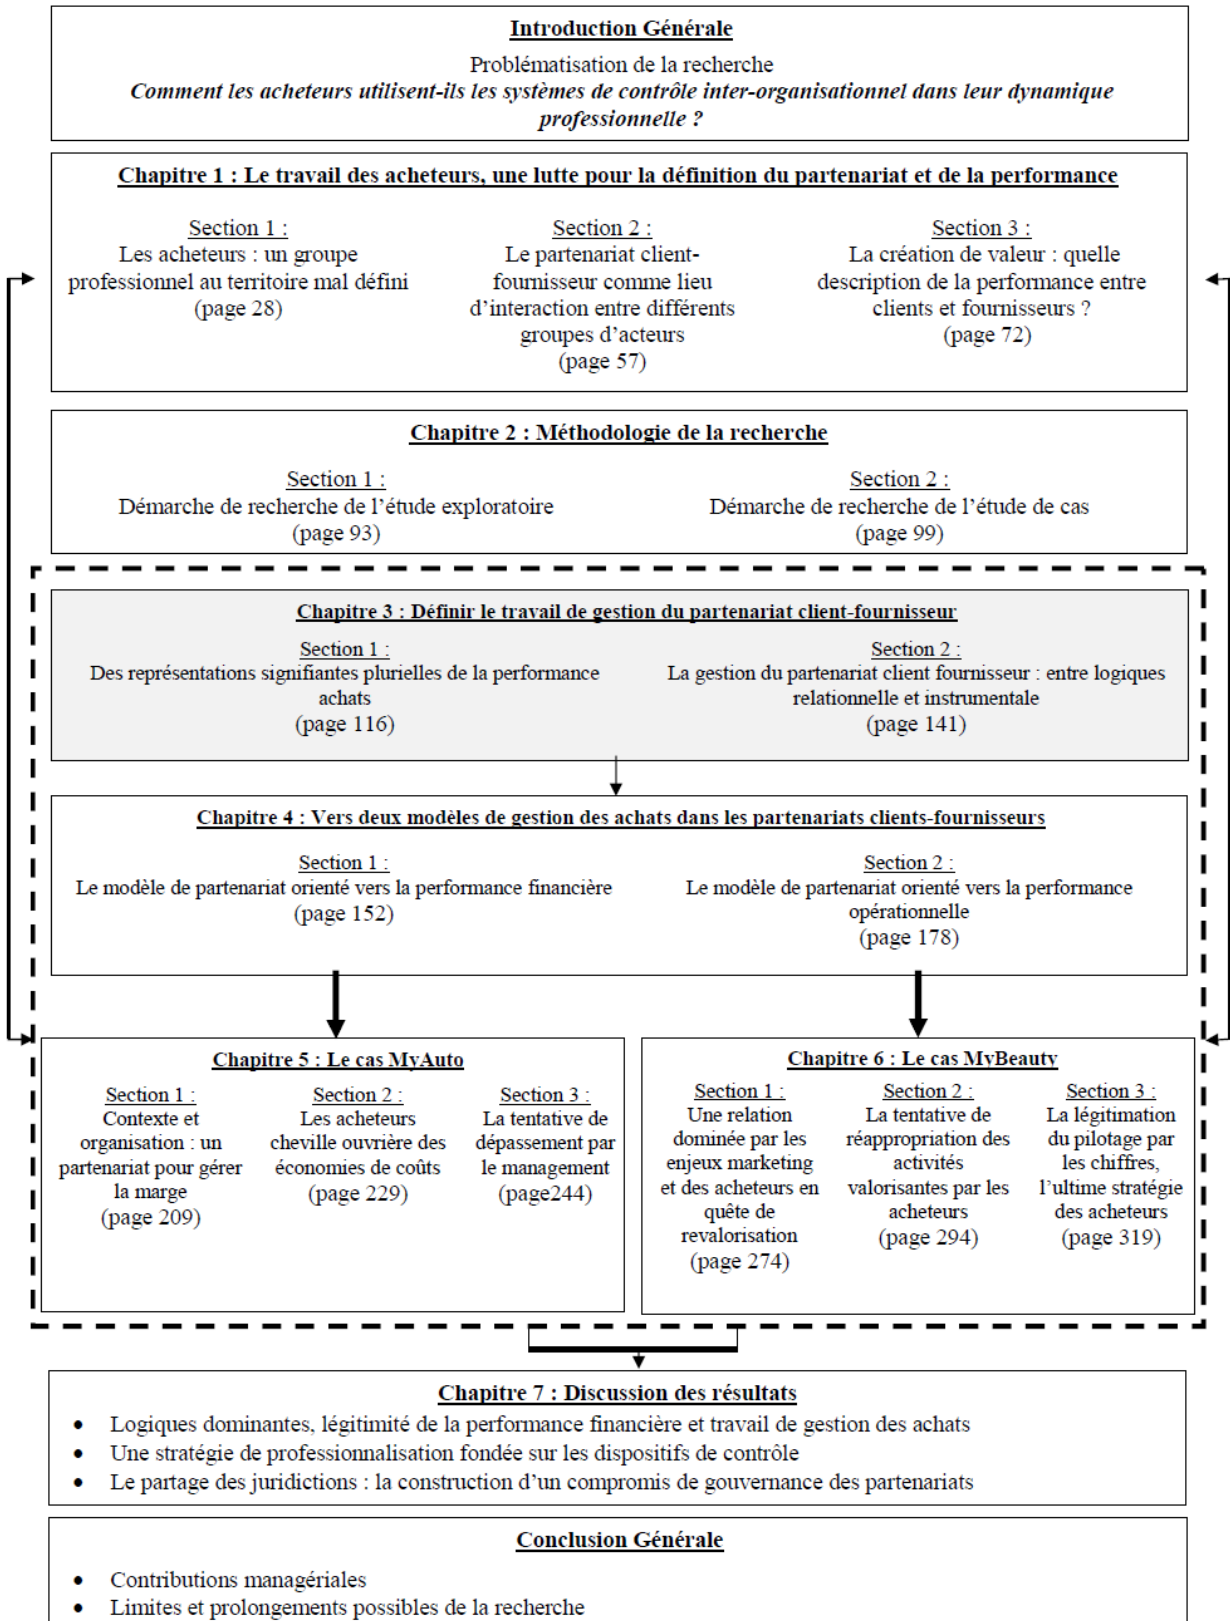 Introduction Générale
Problématisation de la recherche
Comment les acheteurs utilisent-ils les systèmes de contrôle inter-organisationnel dans leur dynamique
professionnelle ?
Chapitre 1 : Le travail des acheteurs, une lutte pour la définition du partenariat et de la performance
Section 1 :
Les acheteurs : un groupe
professionnel au territoire mal défini
(page 28)
Section 2 :
Le partenariat client-
fournisseur comme lieu
d'interaction entre différents
groupes d'acteurs
(page 57)
Section 3 :
La création de valeur : quelle
description de la performance entre
clients et fournisseurs ?
(page 72)
Chapitre 2 : Méthodologie de la recherche
Section 1 :
Démarche de recherche de l'étude exploratoire
(page 93)
Section 2 :
Démarche de recherche de l'étude de cas
(page 99)
Chapitre 3 : Définir le travail de gestion du partenariat client-fournisseur
Section 1 :
Des représentations signifiantes plurielles de la performance
achats
(page 116)
Section 2 :
La gestion du partenariat client fournisseur : entre logiques
relationnelle et instrumentale
(page 141)
Chapitre 4 : Vers deux modèles de gestion des achats dans les partenariats clients-fournisseurs
Section 1 :
Le modèle de partenariat orienté vers la performance financière
(page 152)
Section 2 :
Le modèle de partenariat orienté vers la performance
opérationnelle
(page 178)
Chapitre 5 : Le cas MyAuto
Section 1 :
Contexte et
organisation : un
partenariat pour gérer
la marge
(page 209)
Section 2 :
Les acheteurs
cheville ouvrière des
économies de coûts
(page 229)
Section 3 :
La tentative de
dépassement par
le management
(page244)
Chapitre 6 : Le cas MyBeauty
Section 1 :
Une relation
dominée par les
enjeux marketing
et des acheteurs en
quête de
revalorisation
(page 274)
Section 2 :
La tentative de
réappropriation des
activités
valorisantes par les
acheteurs
(page 294)
Section 3 :
La légitimation
du pilotage par
les chiffres,
l'ultime stratégie
des acheteurs
(page 319)
Chapitre 7 : Discussion des résultats
• Logiques dominantes, légitimité de la performance financière et travail de gestion des achats
• Une stratégie de professionnalisation fondée sur les dispositifs de contrôle
• Le partage des juridictions : la construction d'un compromis de gouvernance des partenariats
Conclusion Générale
• Contributions managériales
• Limites et prolongements possibles de la recherche